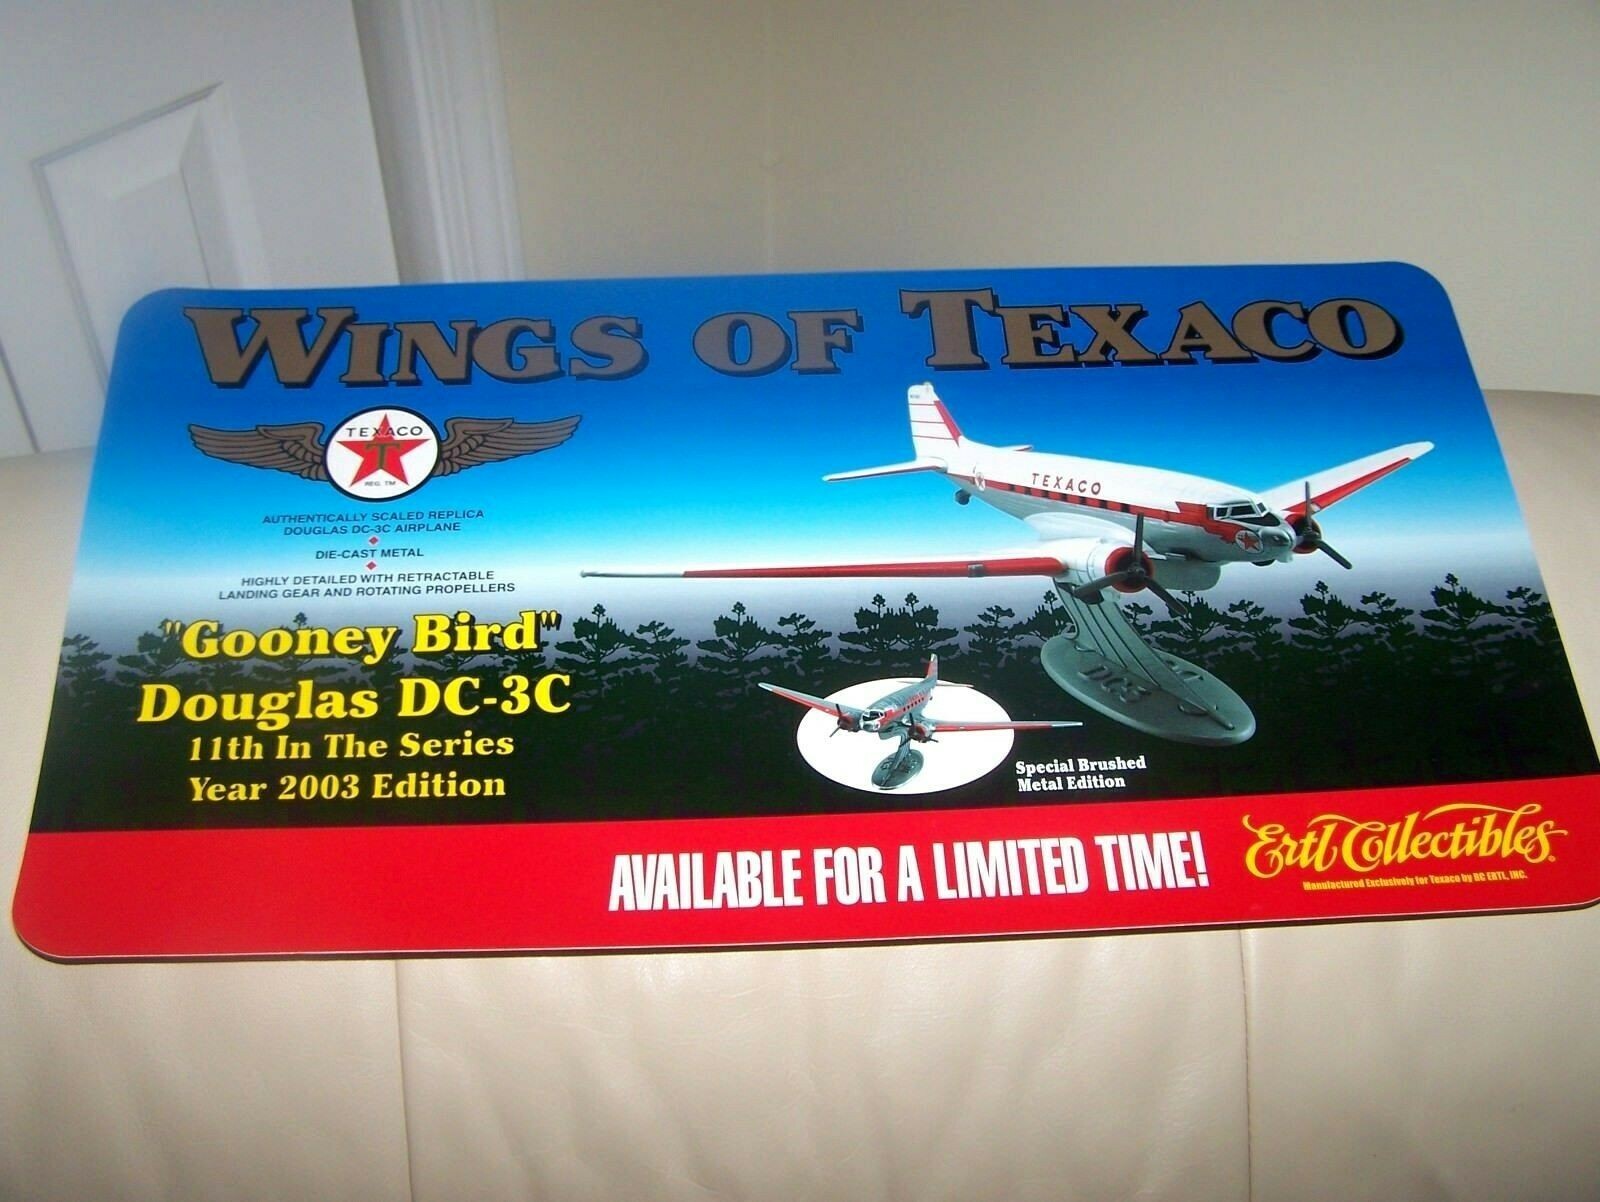 WINGS OF TEXACO
TEXACO
T
REG. TM
AUTHENTICALLY SCALED REPLICA
DOUGLAS DC-3C AIRPLANE
DIE-CAST METAL
HIGHLY DETAILED WITH RETRACTABLE
LANDING GEAR AND ROTATING PROPELLERS
"Gooney Bird"
Douglas DC-3C
11th In The Series
Year 2003 Edition
TEXACO
DC-3
Special Brushed
Metal Edition
AVAILABLE FOR A LIMITED TIME!
Ertl Collectibles®
Manufactured Exclusively for Texaco by RC ERTL, INC.